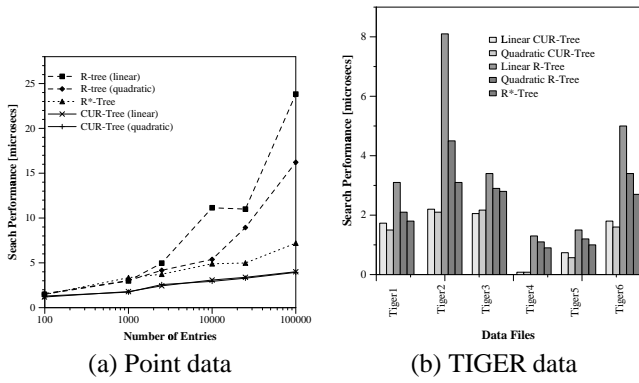 Seach Performance [microsecs]
25
20
15
10
5
0
R-tree (linear)
R-tree (quadratic)
R*-Tree
CUR-Tree (linear)
CUR-Tree (quadratic)
100
1000
10000
100000
Number of Entries
(a) Point data
Search Performance [microsecs]
8
6
4
2
0
Linear CUR-Tree
Quadratic CUR-Tree
Linear R-Tree
Quadratic R-Tree
R*-Tree
Tiger1
Tiger2
Tiger3
Tiger4
Tiger5
Tiger6
Data Files
(b) TIGER data